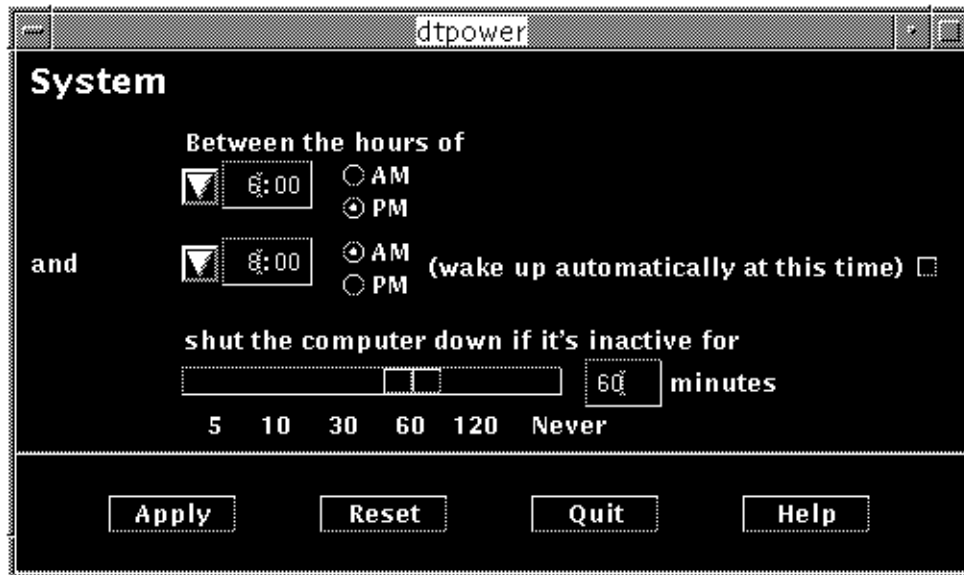 dtpower
System
Between the hours of
6:00
AM
PM
and
8:00
AM
PM
(wake up automatically at this time)
shut the computer down if it's inactive for
60 minutes
5 10 30 60 120 Never
Apply Reset Quit Help